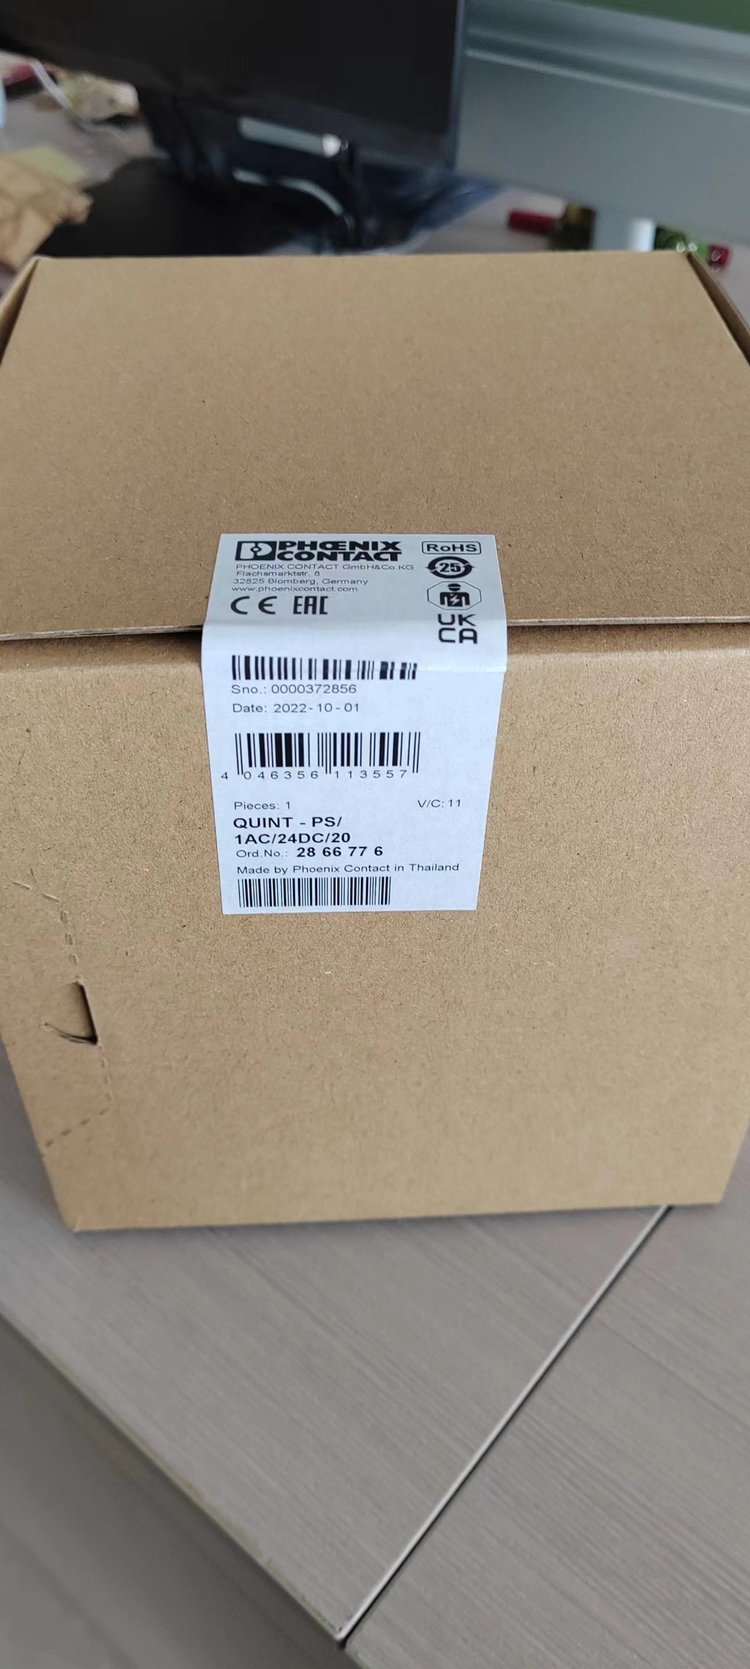 PHŒNIX
CONTACT
RoHS
PHOENIX CONTACT GmbH&Co.KG
Flachsmarktstr. 8
32825 Blomberg, Germany
www.phoenixcontact.com
25
CE EAC
UK
CA
Sno.: 0000372856
Date: 2022-10-01
4 046356 113557
Pieces: 1 V/C: 11
QUINT - PS/
1AC/24DC/20
Ord.No.: 28 66 77 6
Made by Phoenix Contact in Thailand